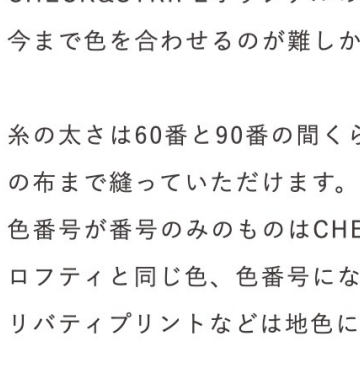 今まで色を合わせるのが難しか
糸の太さは60番と90番の間くら
の布まで縫っていただけます。
色番号が番号のみのものはCHE
ロフティと同じ色、色番号にな
リバティプリントなどは地色に